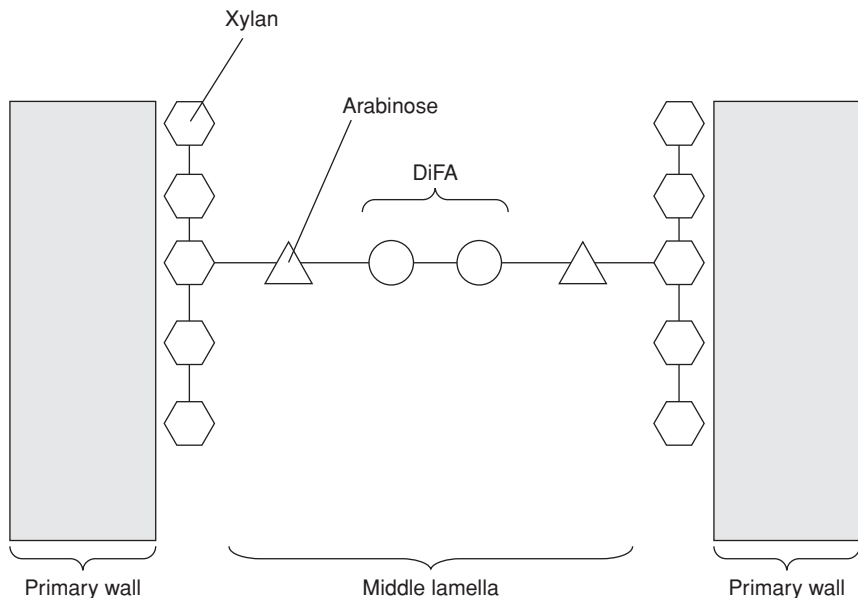 Xylan
Arabinose
DiFA
Primary wall
Middle lamella
Primary wall